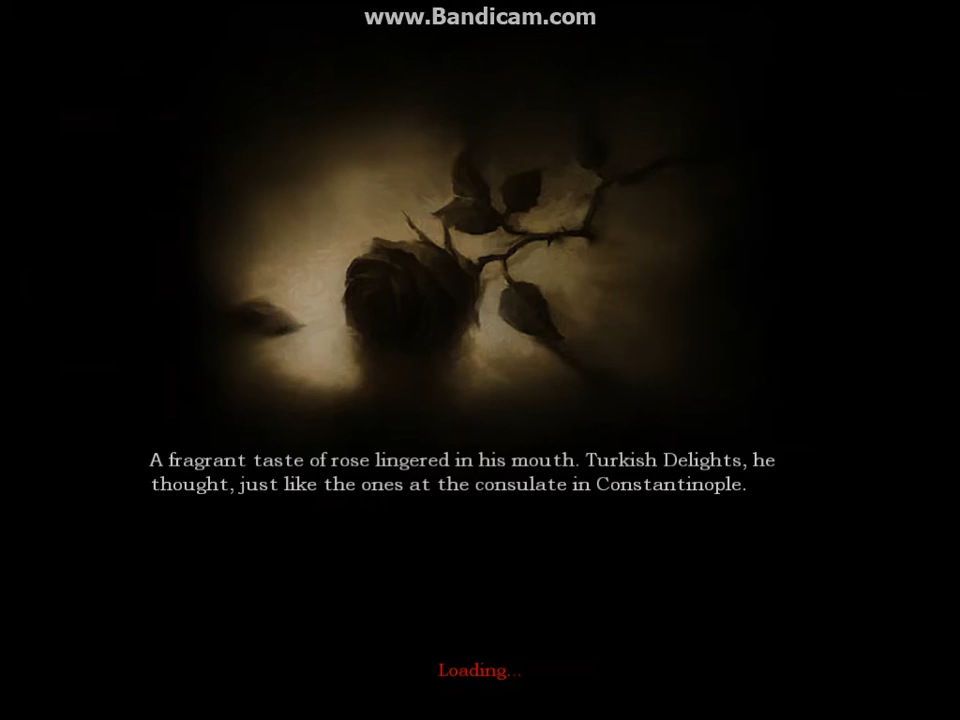 www.Bandicam.com
A fragrant taste of rose lingered in his mouth. Turkish Delights, he
thought, just like the ones at the consulate in Constantinople.
Loading...